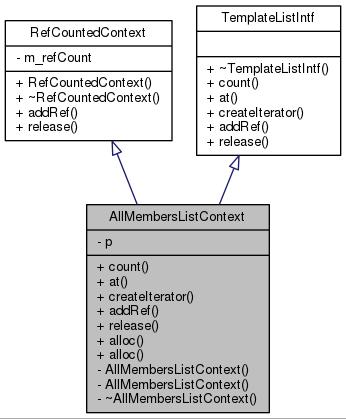 RefCountedContext
- m_refCount
+ RefCountedContext()
+ ~RefCountedContext()
+ addRef()
+ release()
TemplateListIntf
+ ~TemplateListIntf()
+ count()
+ at()
+ createIterator()
+ addRef()
+ release()
AllMembersListContext
- p
+ count()
+ at()
+ createIterator()
+ addRef()
+ release()
+ alloc()
+ alloc()
- AllMembersListContext()
- AllMembersListContext()
- ~AllMembersListContext()